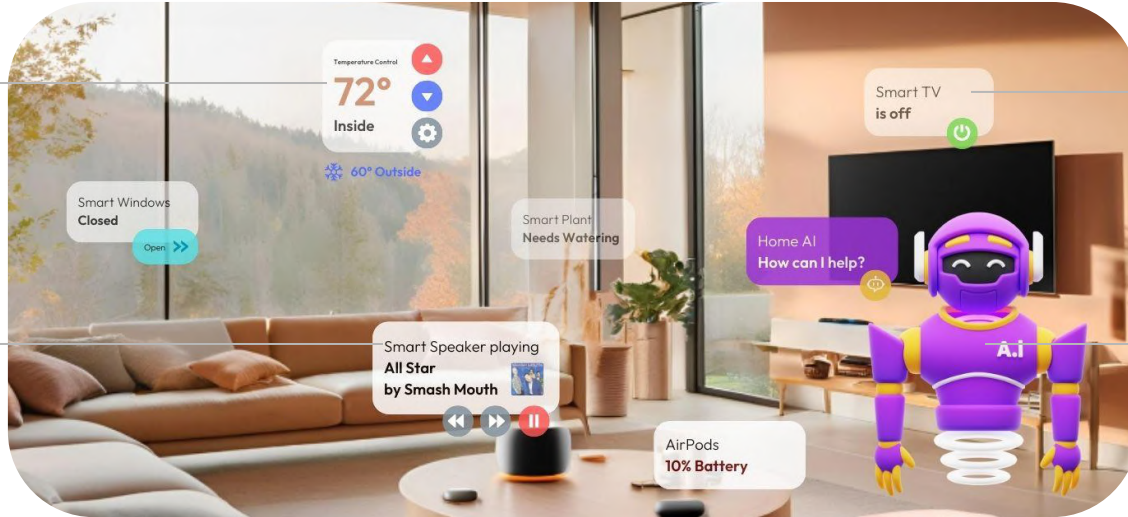 Temperature Control
72°
Inside
60° Outside
Smart TV
is off
Smart Windows
Closed
Open
Smart Plant
Needs Watering
Home AI
How can I help?
A.i
Smart Speaker playing
All Star
by Smash Mouth
AirPods
10% Battery